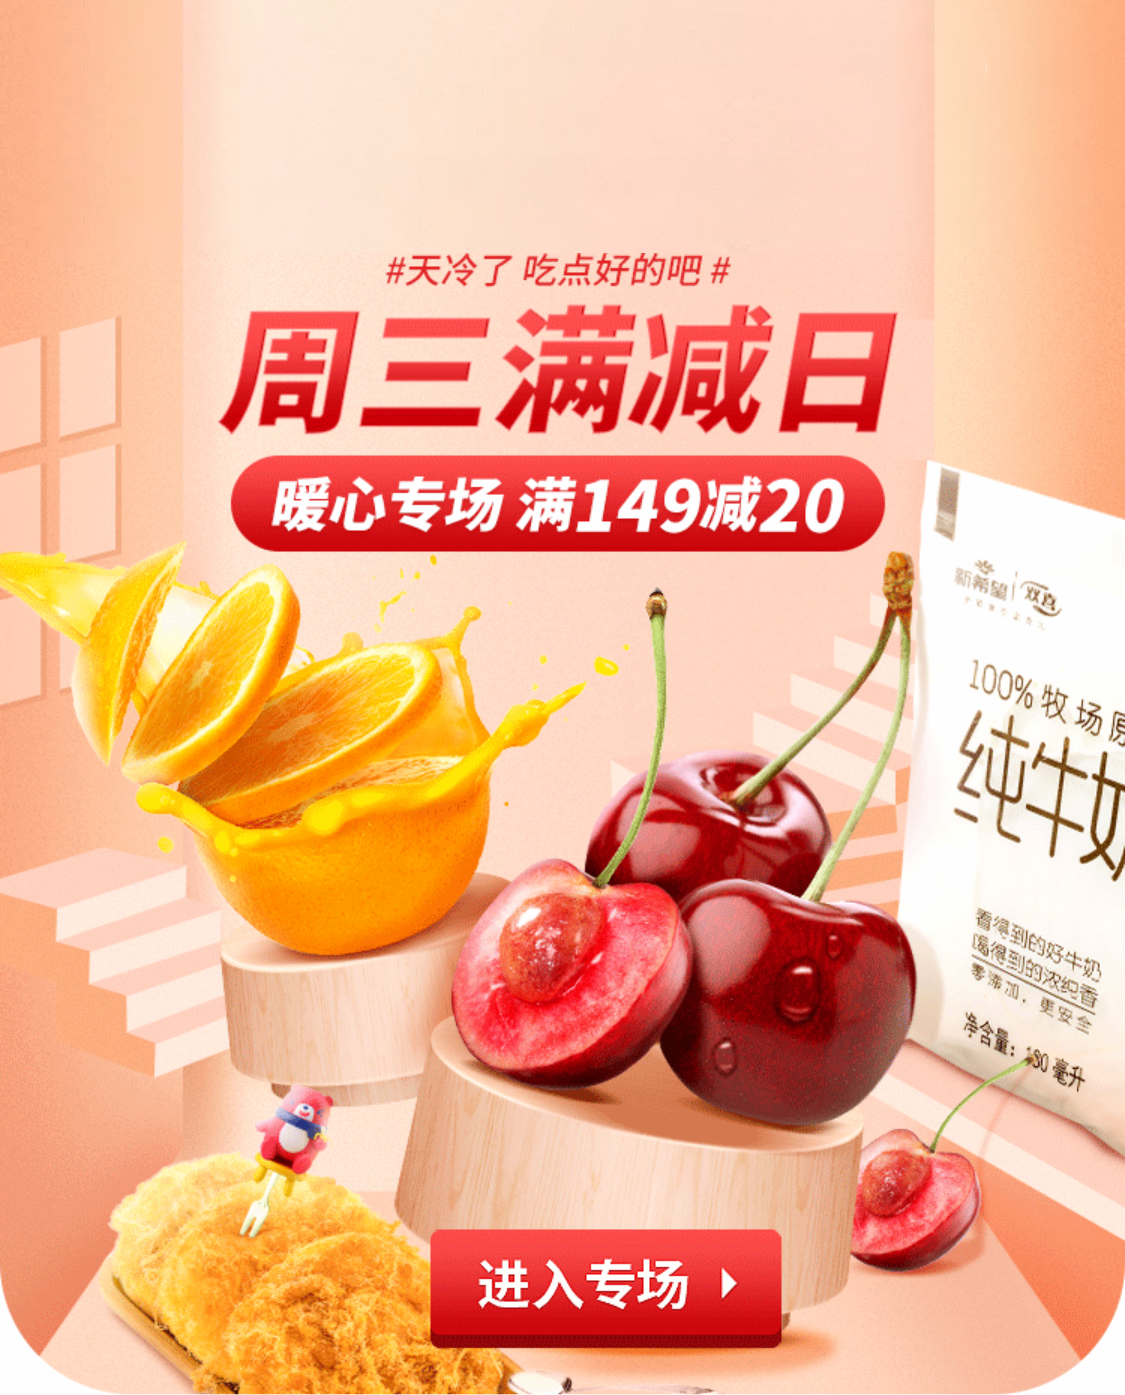 #天冷了 吃点好的吧 #
周三满减日
暖心专场 满149减20
新希望 双喜
100% 牧场原
纯牛奶
看得到的好牛奶
喝得到的浓纯香
零添加，更安全
净含量：180 毫升
进入专场